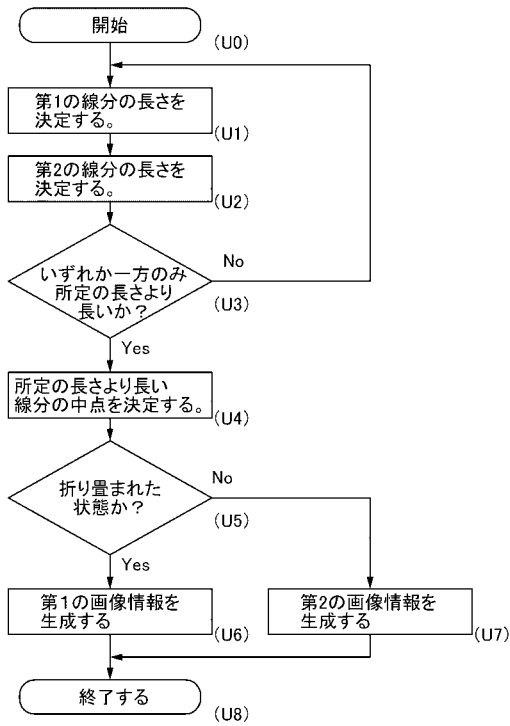 開始
(U0)
第1の線分の長さを
決定する。
(U1)
第2の線分の長さを
決定する。
(U2)
いずれか一方のみ
所定の長さより
長いか？
No
(U3)
Yes
所定の長さより長い
線分の中点を決定する。
(U4)
折り畳まれた
状態か？
No
(U5)
Yes
第1の画像情報を
生成する
(U6)
第2の画像情報を
生成する
(U7)
終了する
(U8)